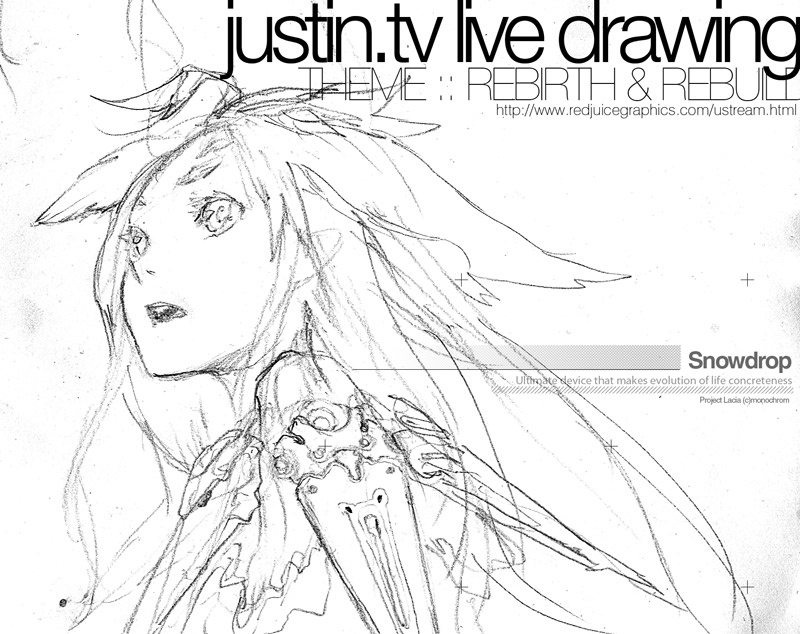 justin.tv live drawing
THEME :: REBIRTH & REBUILD
http://www.redjuicegraphics.com/ustream.html
Snowdrop
Ultimate device that makes evolution of life concreteness
Project Lacia (c)monochrom